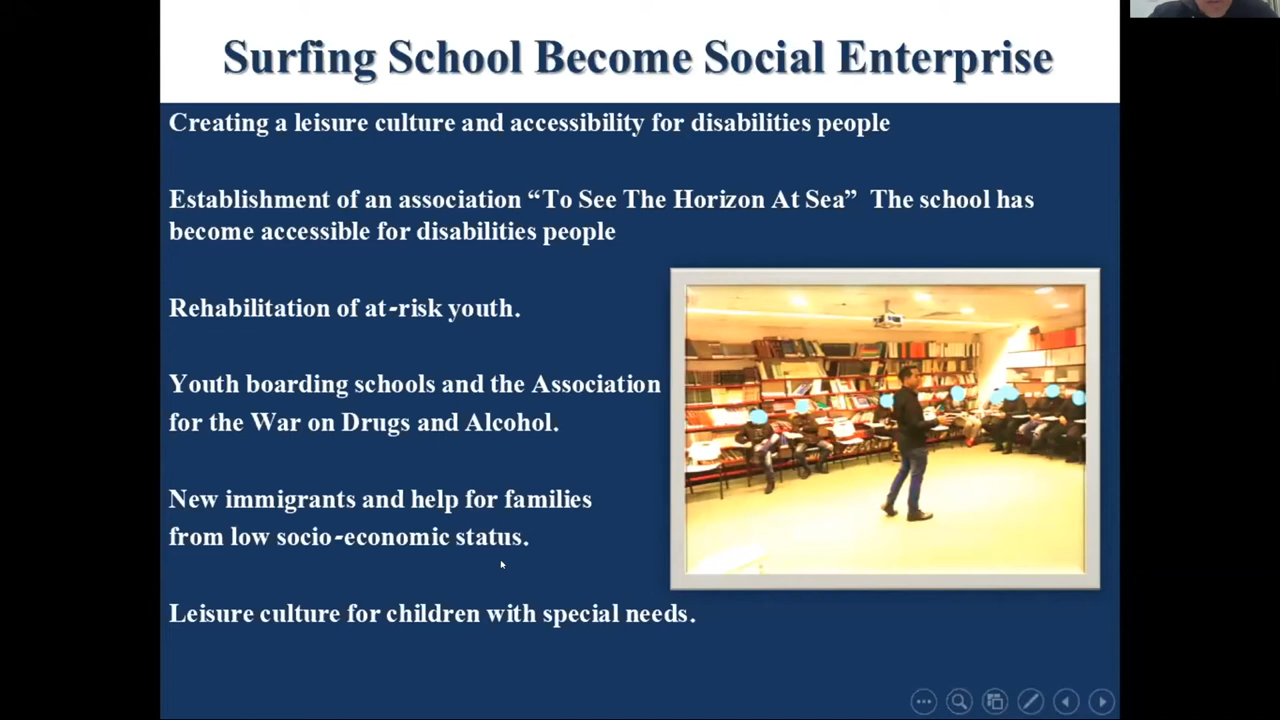 Surfing School Become Social Enterprise
Creating a leisure culture and accessibility for disabilities people
Establishment of an association “To See The Horizon At Sea”  The school has
become accessible for disabilities people
Rehabilitation of at-risk youth.
Youth boarding schools and the Association
for the War on Drugs and Alcohol.
New immigrants and help for families
from low socio-economic status.
Leisure culture for children with special needs.